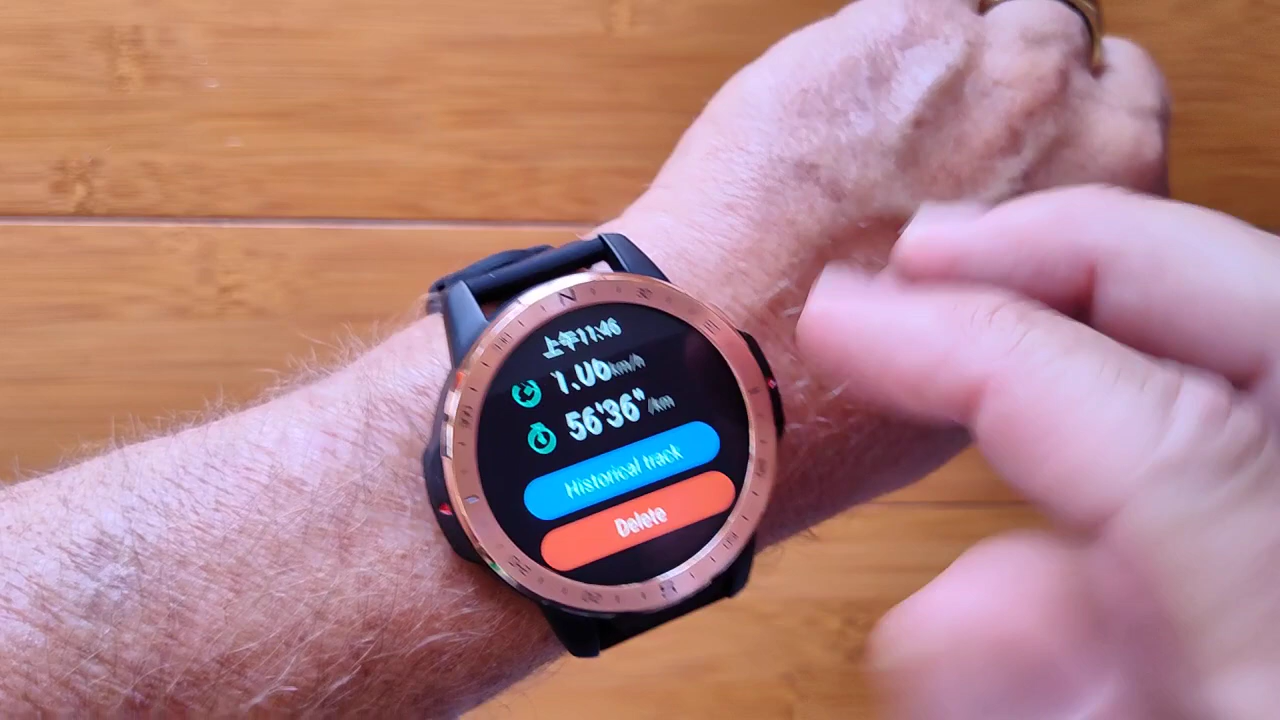 上午11:46
1.06km/h
56'36"/km
Historical track
Delete
N